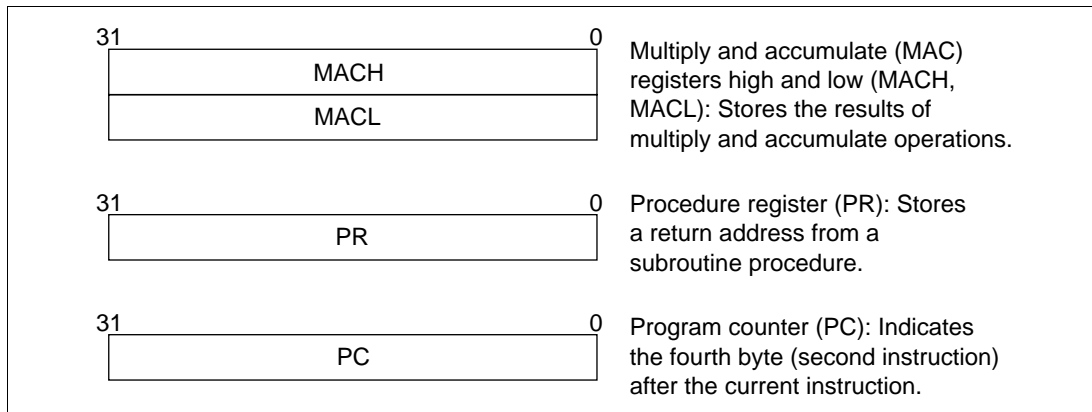 31 0
MACH
MACL
Multiply and accumulate (MAC)
registers high and low (MACH,
MACL): Stores the results of
multiply and accumulate operations.
31 0
PR
Procedure register (PR): Stores
a return address from a
subroutine procedure.
31 0
PC
Program counter (PC): Indicates
the fourth byte (second instruction)
after the current instruction.